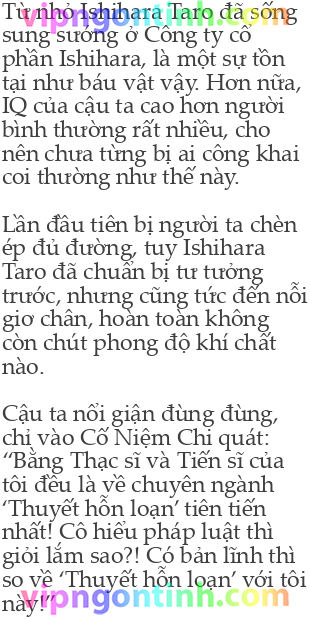 vipngontinh.com
Từ nhỏ Ishihara Taro đã sống
sung sướng ở Công ty cổ
phần Ishihara, là một sự tồn
tại như báu vật vậy. Hơn nữa,
IQ của cậu ta cao hơn người
bình thường rất nhiều, cho
nên chưa từng bị ai công khai
coi thường như thế này.
Lần đầu tiên bị người ta chèn
ép đủ đường, tuy Ishihara
Taro đã chuẩn bị tư tưởng
trước, nhưng cũng tức đến nỗi
giơ chân, hoàn toàn không
còn chút phong độ khí chất
nào.
Cậu ta nổi giận đùng đùng,
chỉ vào Cố Niệm Chi quát:
“Bằng Thạc sĩ và Tiến sĩ của
tôi đều là về chuyên ngành
‘Thuyết hỗn loạn’ tiên tiến
nhất! Cô hiểu pháp luật thì
giỏi lắm sao?! Có bản lĩnh thì
so về ‘Thuyết hỗn loạn’ với tôi
này!”
vipngontinh.com